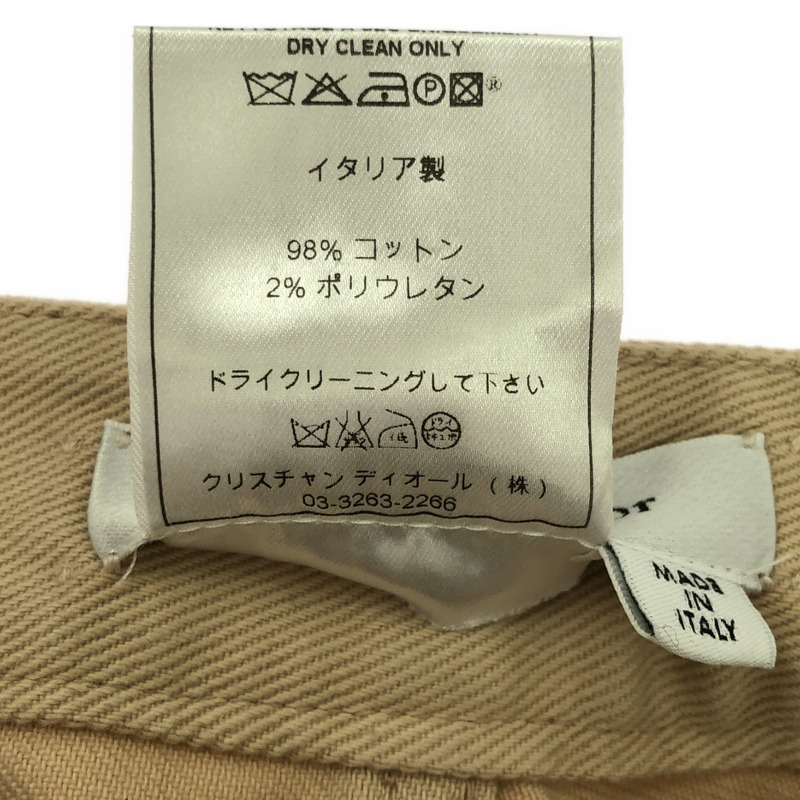 DRY CLEAN ONLY
P
®
イタリア製
98% コットン
2% ポリウレタン
ドライクリーニングして下さい
クリスチャン ディオール (株)
03-3263-2266
or
MADE
IN
ITALY